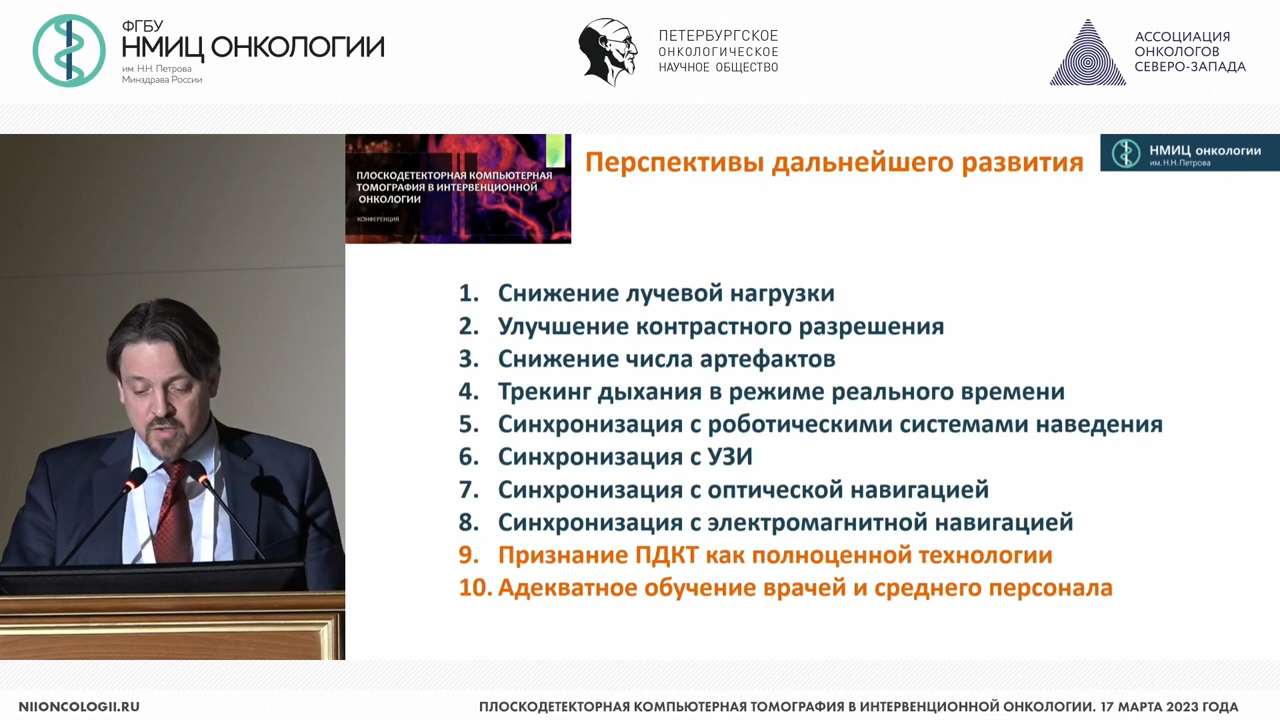 ФГБУ
НМИЦ ОНКОЛОГИИ
им. Н.Н. Петрова
Минздрава России
ПЕТЕРБУРГСКОЕ
ОНКОЛОГИЧЕСКОЕ
НАУЧНОЕ ОБЩЕСТВО
АССОЦИАЦИЯ
ОНКОЛОГОВ
СЕВЕРО-ЗАПАДА
ПЛОСКОДЕТЕКТОРНАЯ КОМПЬЮТЕРНАЯ
ТОМОГРАФИЯ В ИНТЕРВЕНЦИОННОЙ
ОНКОЛОГИИ
КОНФЕРЕНЦИЯ
Перспективы дальнейшего развития
НМИЦ онкологии
им. Н.Н. Петрова
1. Снижение лучевой нагрузки
2. Улучшение контрастного разрешения
3. Снижение числа артефактов
4. Трекинг дыхания в режиме реального времени
5. Синхронизация с роботическими системами наведения
6. Синхронизация с УЗИ
7. Синхронизация с оптической навигацией
8. Синхронизация с электромагнитной навигацией
9. Признание ПДКТ как полноценной технологии
10. Адекватное обучение врачей и среднего персонала
NIIONCOLOGII.RU
ПЛОСКОДЕТЕКТОРНАЯ КОМПЬЮТЕРНАЯ ТОМОГРАФИЯ В ИНТЕРВЕНЦИОННОЙ ОНКОЛОГИИ. 17 МАРТА 2023 ГОДА